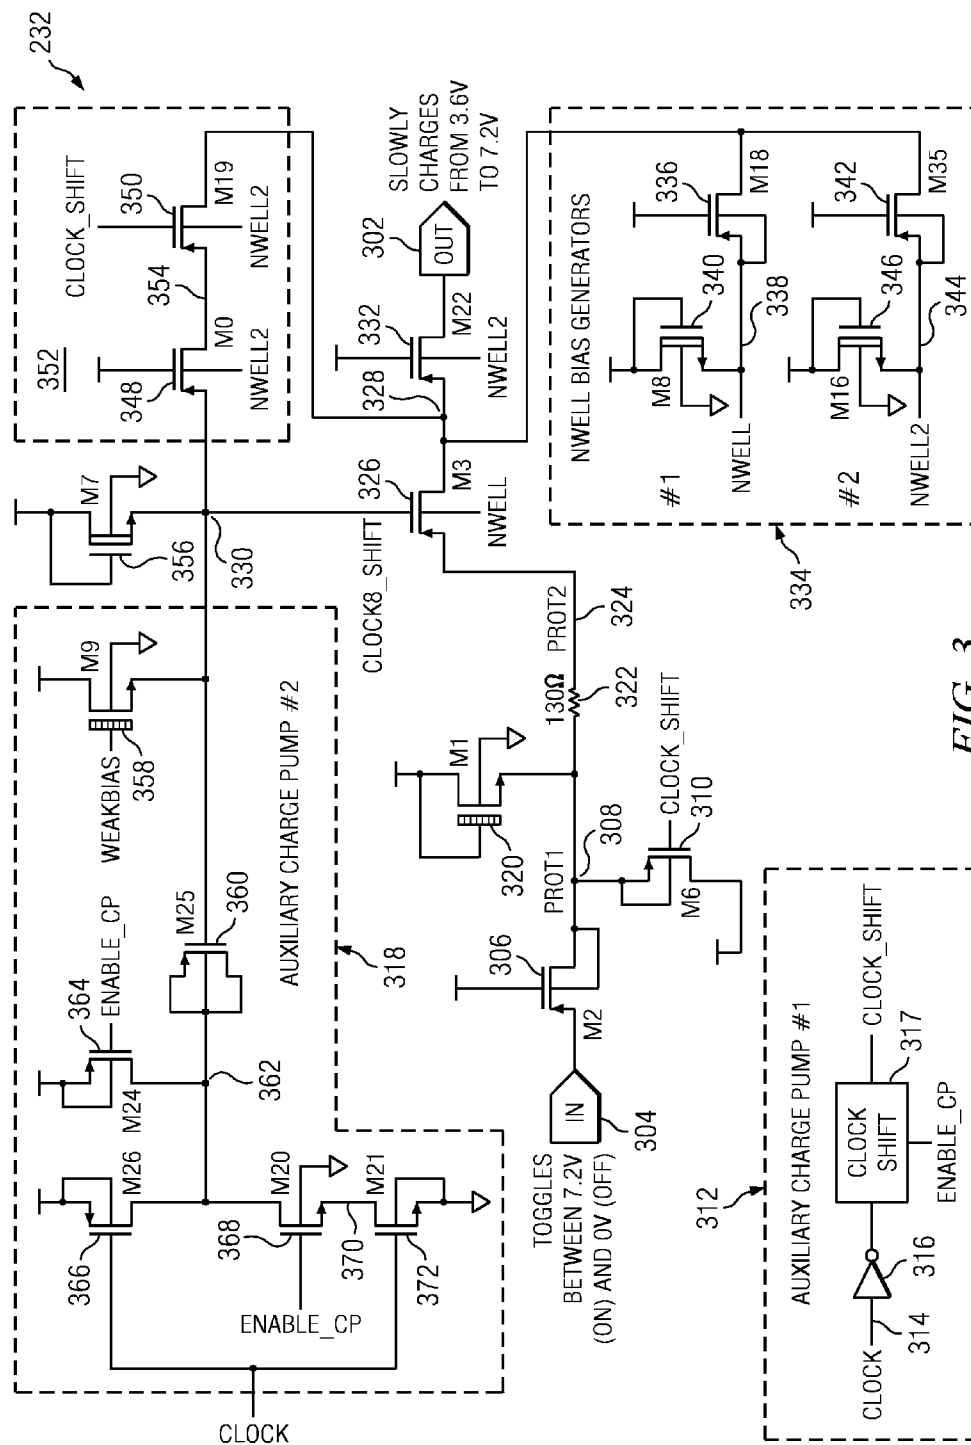 232
352
CLOCK_SHIFT
350
354
348
M0
M19
NWELL2
NWELL2
M7
356
330
WEAKBIAS
M9
358
ENABLE_CP
364
M24
M25
360
362
M26
366
M20
368
370
M21
372
ENABLE_CP
CLOCK
AUXILIARY CHARGE PUMP #2
318
CLOCK8_SHIFT
326
M3
NWELL
328
332
M22
NWELL2
302
OUT
SLOWLY
CHARGES
FROM 3.6V
TO 7.2V
PROT2
324
130Ω
322
M1
320
PROT1
308
CLOCK_SHIFT
310
M6
306
M2
IN
304
TOGGLES
BETWEEN 7.2V
(ON) AND 0V (OFF)
NWELL BIAS GENERATORS
334
#1
M8
340
338
336
M18
NWELL
#2
M16
346
344
342
M35
NWELL2
AUXILIARY CHARGE PUMP #1
312
CLOCK
314
316
CLOCK
SHIFT
317
CLOCK_SHIFT
ENABLE_CP
FIG. 3